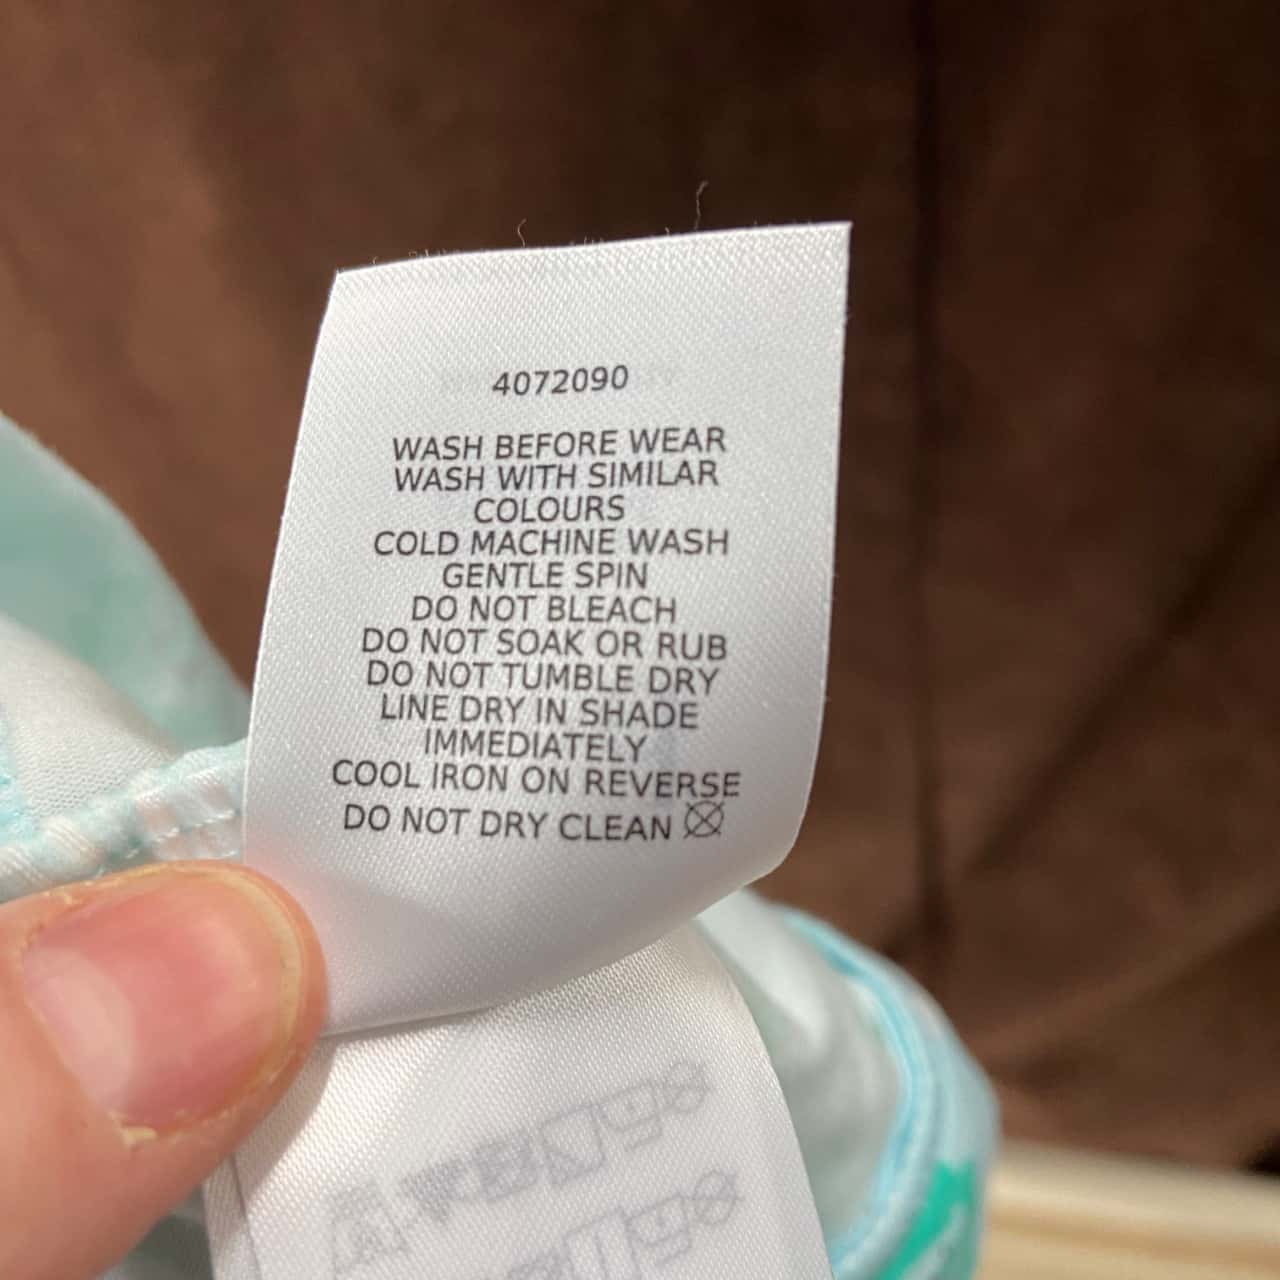 4072090
WASH BEFORE WEAR
WASH WITH SIMILAR
COLOURS
COLD MACHINE WASH
GENTLE SPIN
DO NOT BLEACH
DO NOT SOAK OR RUB
DO NOT TUMBLE DRY
LINE DRY IN SHADE
IMMEDIATELY
COOL IRON ON REVERSE
DO NOT DRY CLEAN